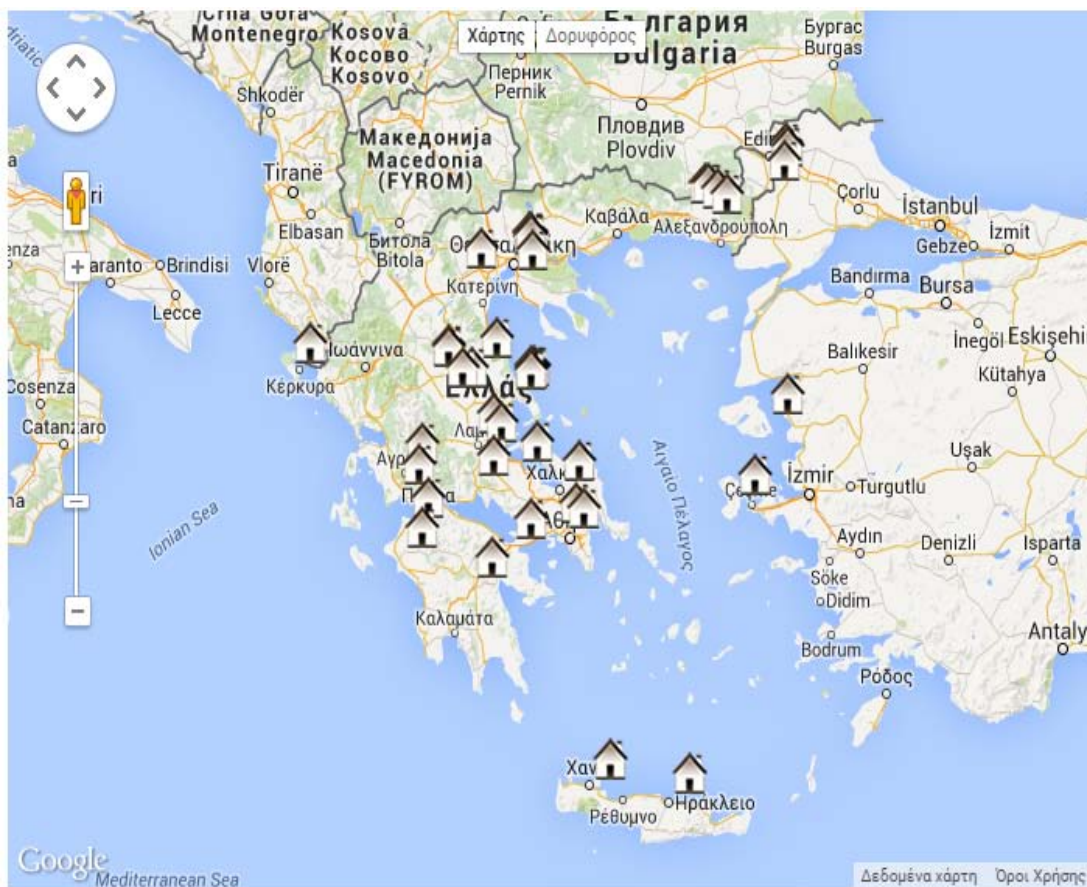 Crna Gora
Montenegro
Kosovë
Косово
Kosovo
Χάρτης
Δορυφόρος
България
Bulgaria
Бургас
Burgas
Перник
Pernik
Shkodër
Македонија
Macedonia
(FYROM)
Пловдив
Plovdiv
Tiranë
Elbasan
Битола
Bitola
Καβάλα
Αλεξανδρούπολη
Çorlu
İstanbul
Gebze
İzmit
Brindisi
Vlorë
Lecce
Κατερίνη
Bandırma
Bursa
İnegöl
Eskişehi
Ιωάννινα
Κέρκυρα
Balıkesir
Kütahya
Cosenza
Catanzaro
Ionian Sea
Αιγαίο Πέλαγος
İzmir
Turgutlu
Uşak
Aydın
Denizli
Isparta
Söke
Didim
Bodrum
Antaly
Καλαμάτα
Ρόδος
Ρέθυμνο
Ηράκλειο
Google
Mediterranean Sea
Δεδομένα χάρτη
Όροι Χρήσης